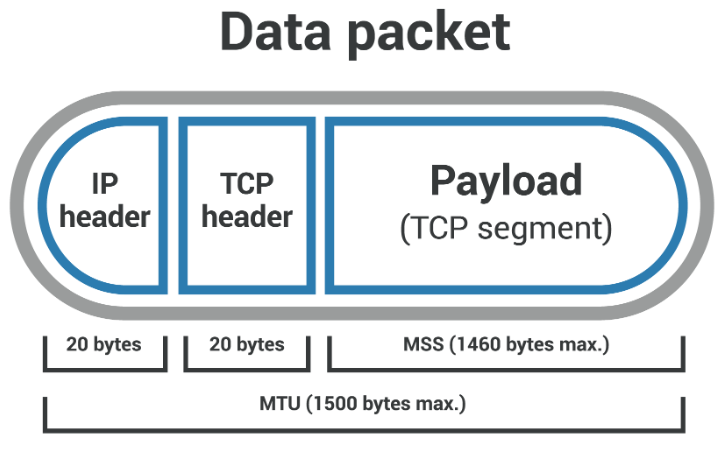 Data packet
IP
header
TCP
header
Payload
(TCP segment)
20 bytes
20 bytes
MSS (1460 bytes max.)
MTU (1500 bytes max.)